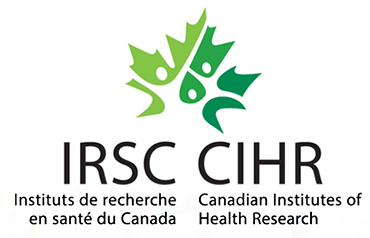 IRSC CIHR
Instituts de recherche Canadian Institutes of
en santé du Canada Health Research